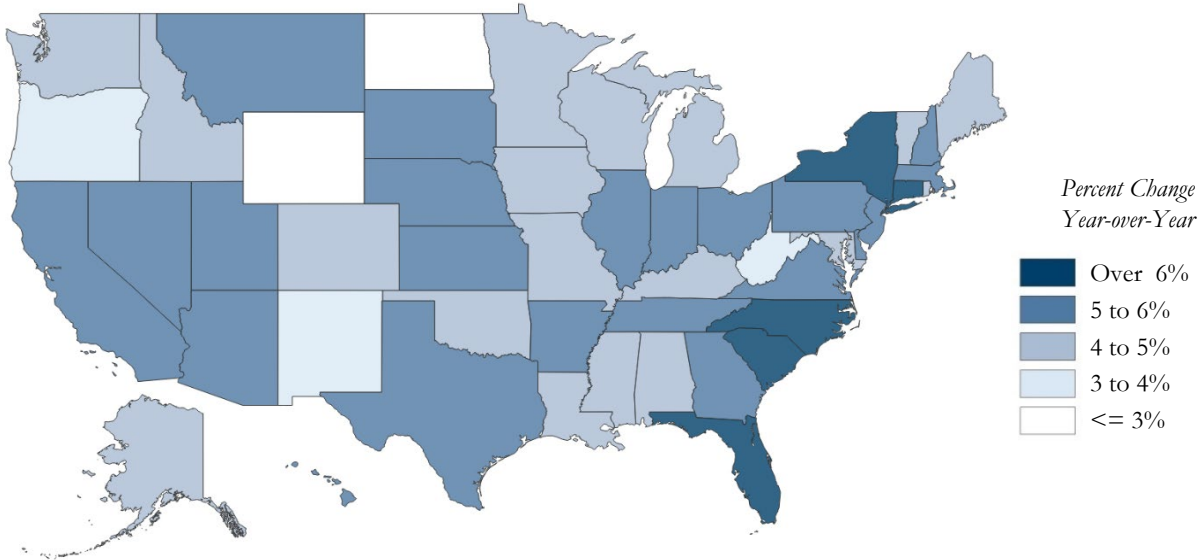 Percent Change
Year-over-Year
Over 6%
5 to 6%
4 to 5%
3 to 4%
<= 3%